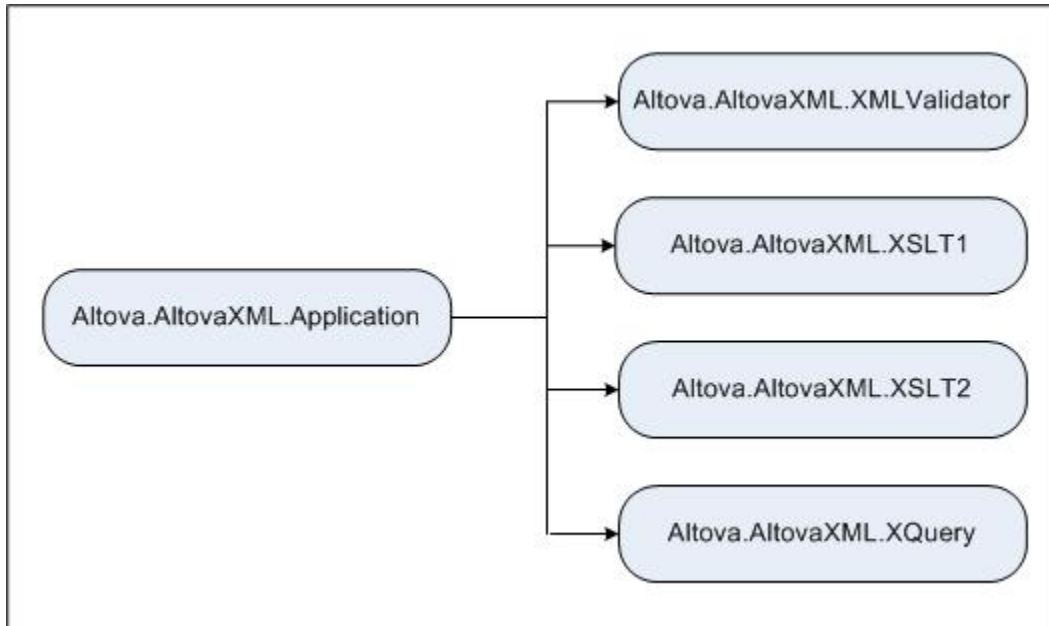 Altova.AltovaXML.XMLValidator
Altova.AltovaXML.XSLT1
Altova.AltovaXML.Application
Altova.AltovaXML.XSLT2
Altova.AltovaXML.XQuery